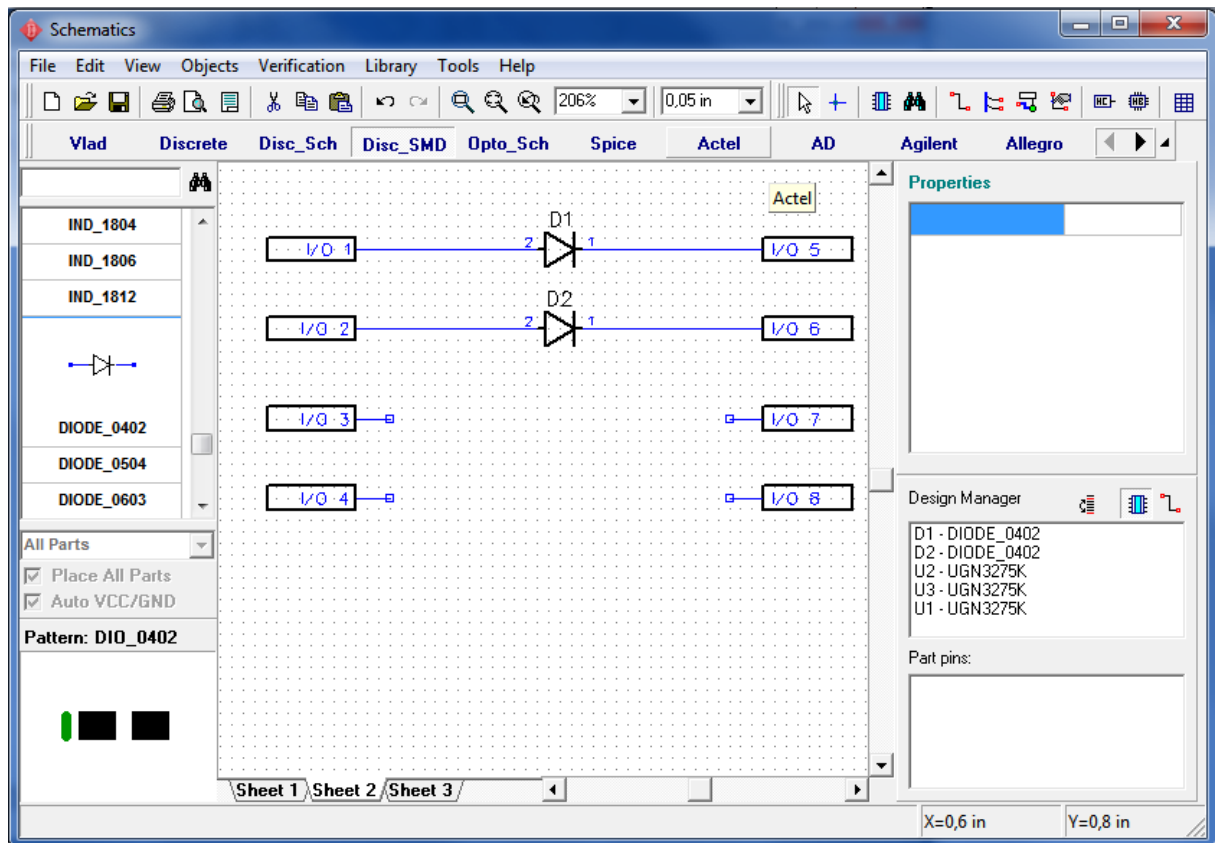 Schematics
File Edit View Objects Verification Library Tools Help
206% 0,05 in
Vlad Discrete Disc_Sch Disc_SMD Opto_Sch Spice Actel AD Agilent Allegro
Actel
IND_1804
IND_1806
IND_1812
DIODE_0402
DIODE_0504
DIODE_0603
All Parts
Place All Parts
Auto VCC/GND
Pattern: DIO_0402
D1
I/O 1 2 1 I/O 5
D2
I/O 2 2 1 I/O 6
I/O 3 I/O 7
I/O 4 I/O 8
Sheet 1 Sheet 2 Sheet 3
Properties
Design Manager
D1 - DIODE_0402
D2 - DIODE_0402
U2 - UGN3275K
U3 - UGN3275K
U1 - UGN3275K
Part pins:
X=0,6 in Y=0,8 in